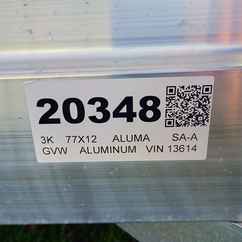 20348
3K 77X12 ALUMA SA-A
GVW ALUMINUM VIN 13614